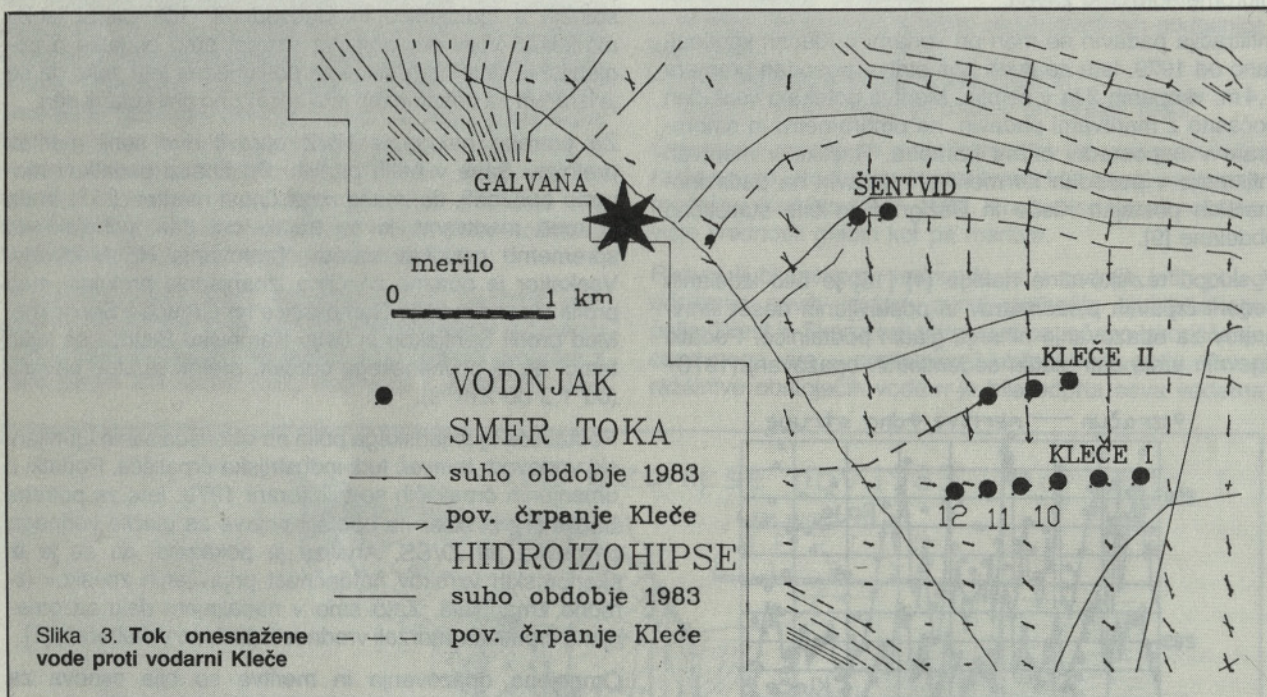 GALVANA
ŠENTVID
merilo
0 1 km
KLEČE II
VODNJAK
SMER TOKA
KLEČE I
suho obdobje 1983
12 11 10
pov. črpanje Kleče
HIDROIZOHIPSE
suho obdobje 1983
pov. črpanje Kleče
Slika 3. Tok onesnažene
vode proti vodarni Kleče